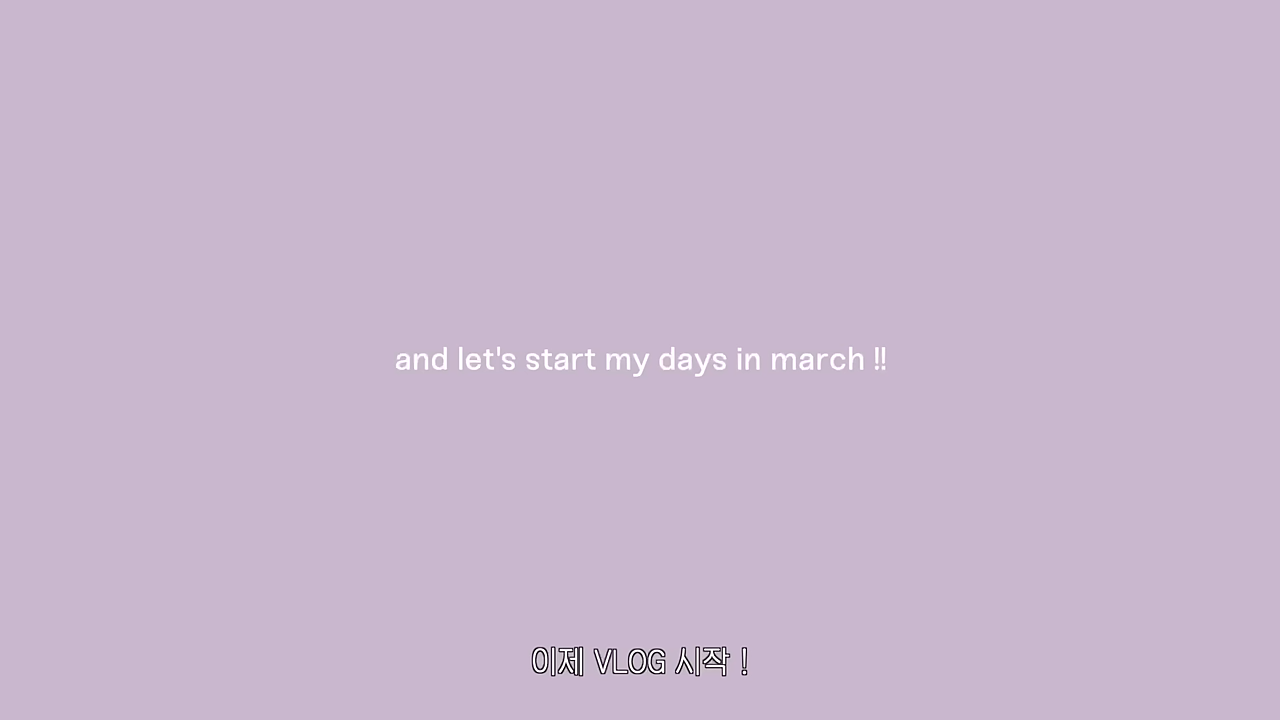 and let's start my days in march !!
이제 VLOG 시작 !